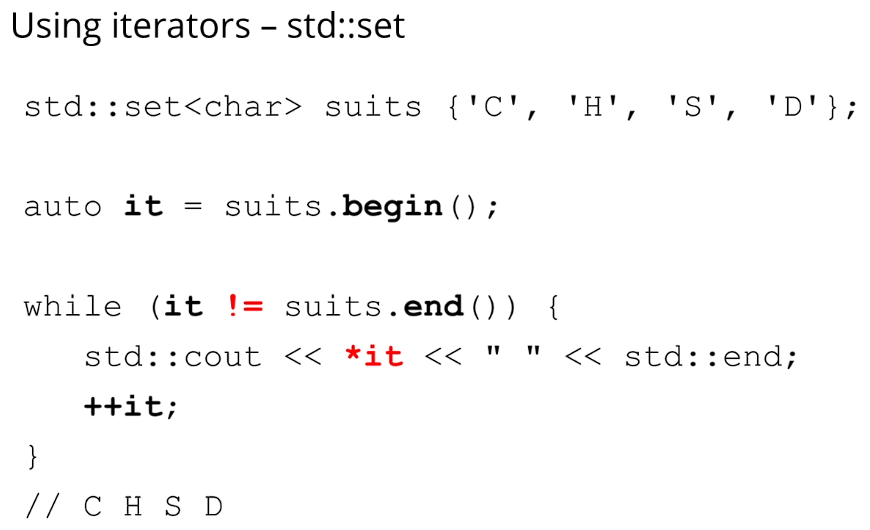 Using iterators – std::set
std::set<char> suits {'C', 'H', 'S', 'D'};
auto it = suits.begin();
while (it != suits.end()) {
std::cout << *it << " " << std::end;
++it;
}
// C H S D